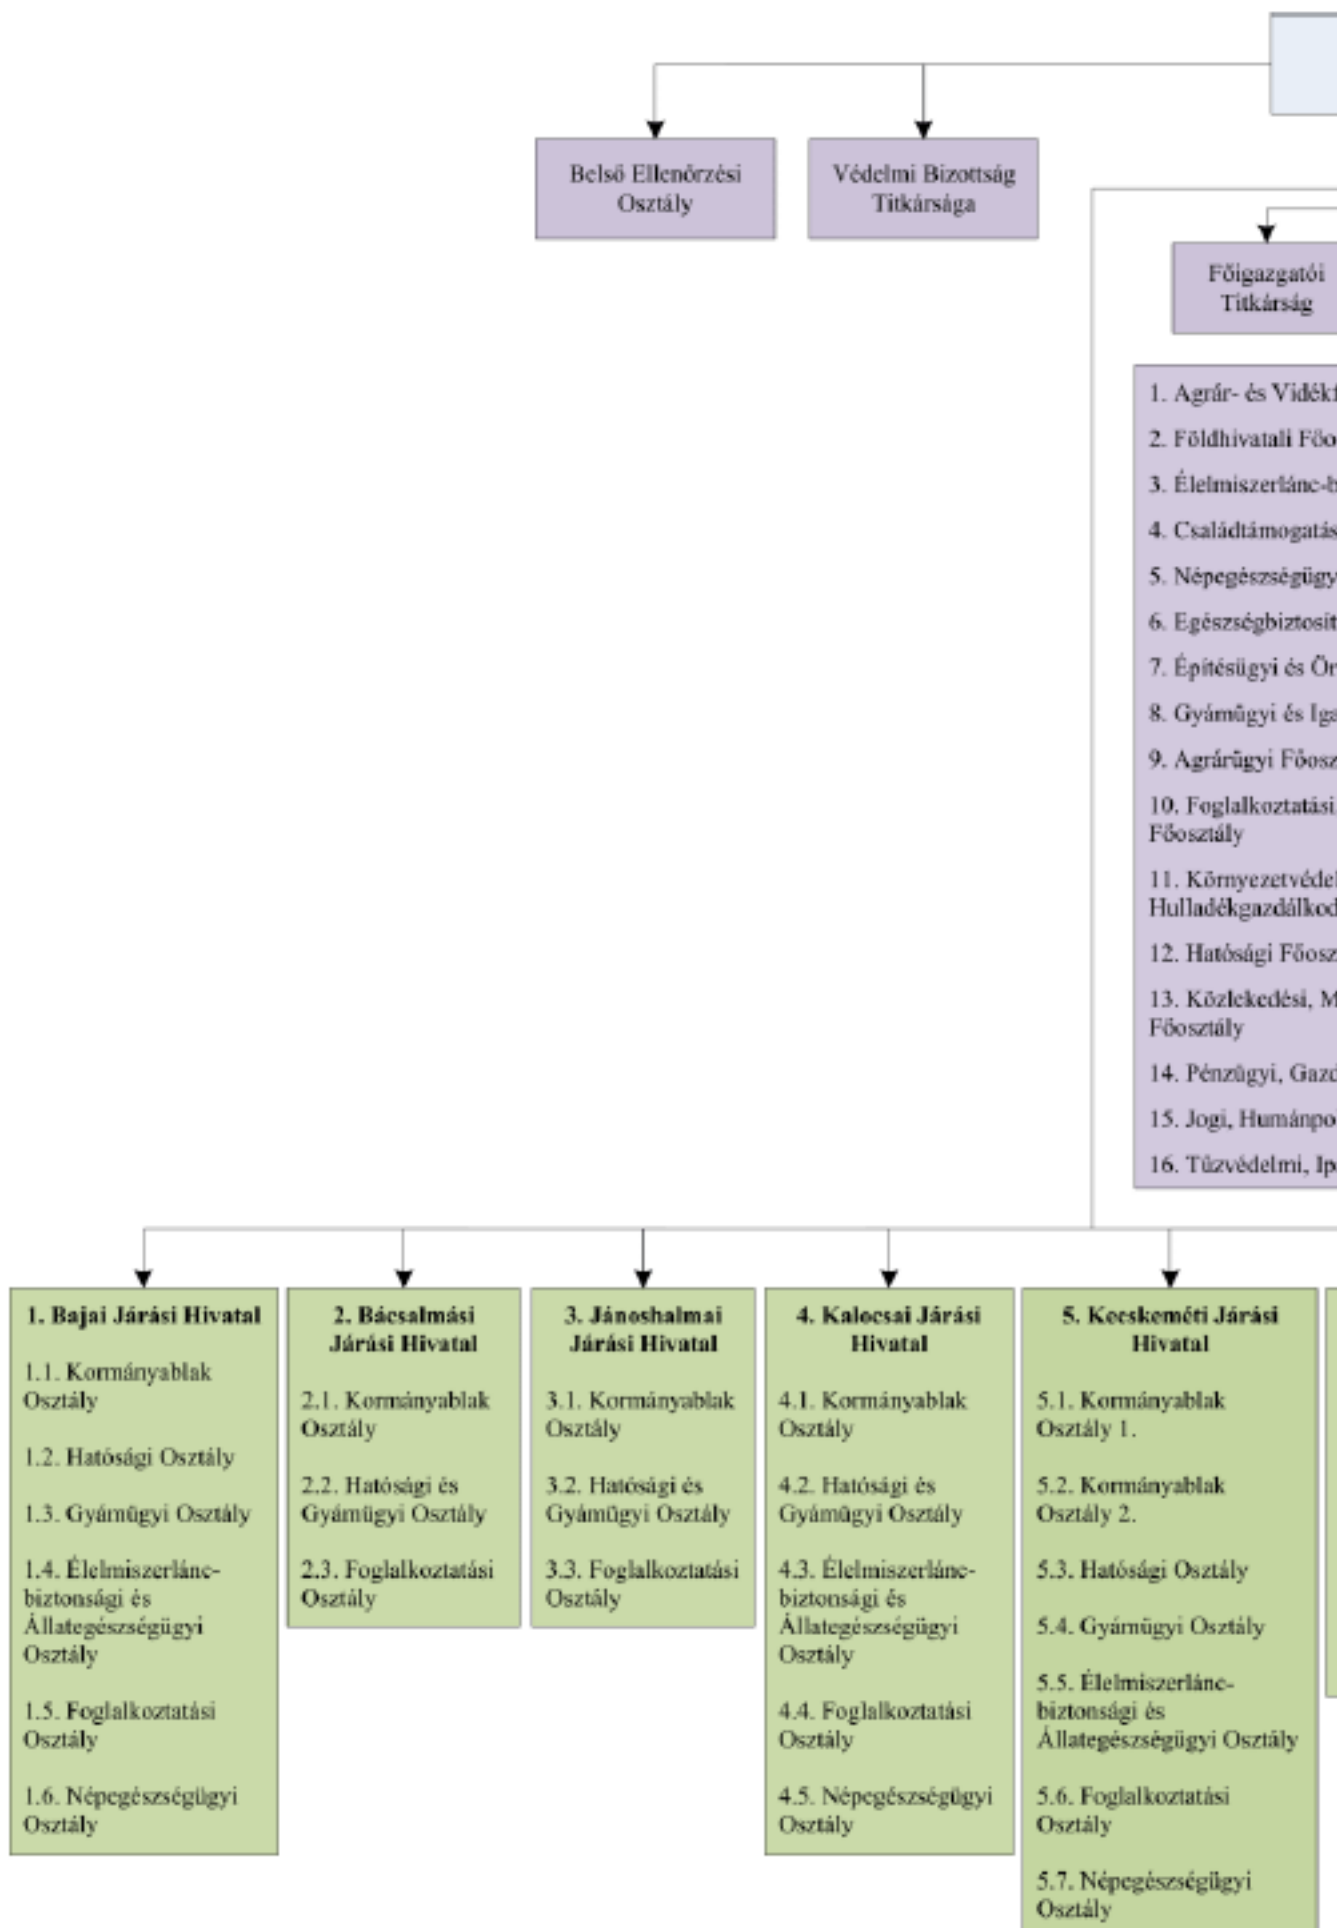 Belső Ellenőrzési
Osztály
Védelmi Bizottság
Titkársága
Főigazgatói
Titkárság
1. Agrár- és Vidékf
2. Földhivatali Főo
3. Élelmiszerlánc-b
4. Családtámogatás
5. Népegészségügy
6. Egészségbiztosít
7. Építésügyi és Ör
8. Gyámügyi és Iga
9. Agrárügyi Főosz
10. Foglalkoztatási
Főosztály
11. Környezetvédel
Hulladékgazdálkod
12. Hatósági Főosz
13. Közlekedési, M
Főosztály
14. Pénzügyi, Gazd
15. Jogi, Humánpo
16. Tűzvédelmi, Ip
1. Bajai Járási Hivatal
1.1. Kormányablak
Osztály
1.2. Hatósági Osztály
1.3. Gyámügyi Osztály
1.4. Élelmiszerlánc-
biztonsági és
Állategészségügyi
Osztály
1.5. Foglalkoztatási
Osztály
1.6. Népegészségügyi
Osztály
2. Bácsalmási
Járási Hivatal
2.1. Kormányablak
Osztály
2.2. Hatósági és
Gyámügyi Osztály
2.3. Foglalkoztatási
Osztály
3. Jánoshalmai
Járási Hivatal
3.1. Kormányablak
Osztály
3.2. Hatósági és
Gyámügyi Osztály
3.3. Foglalkoztatási
Osztály
4. Kalocsai Járási
Hivatal
4.1. Kormányablak
Osztály
4.2. Hatósági és
Gyámügyi Osztály
4.3. Élelmiszerlánc-
biztonsági és
Állategészségügyi
Osztály
4.4. Foglalkoztatási
Osztály
4.5. Népegészségügyi
Osztály
5. Kecskeméti Járási
Hivatal
5.1. Kormányablak
Osztály 1.
5.2. Kormányablak
Osztály 2.
5.3. Hatósági Osztály
5.4. Gyámügyi Osztály
5.5. Élelmiszerlánc-
biztonsági és
Állategészségügyi Osztály
5.6. Foglalkoztatási
Osztály
5.7. Népegészségügyi
Osztály